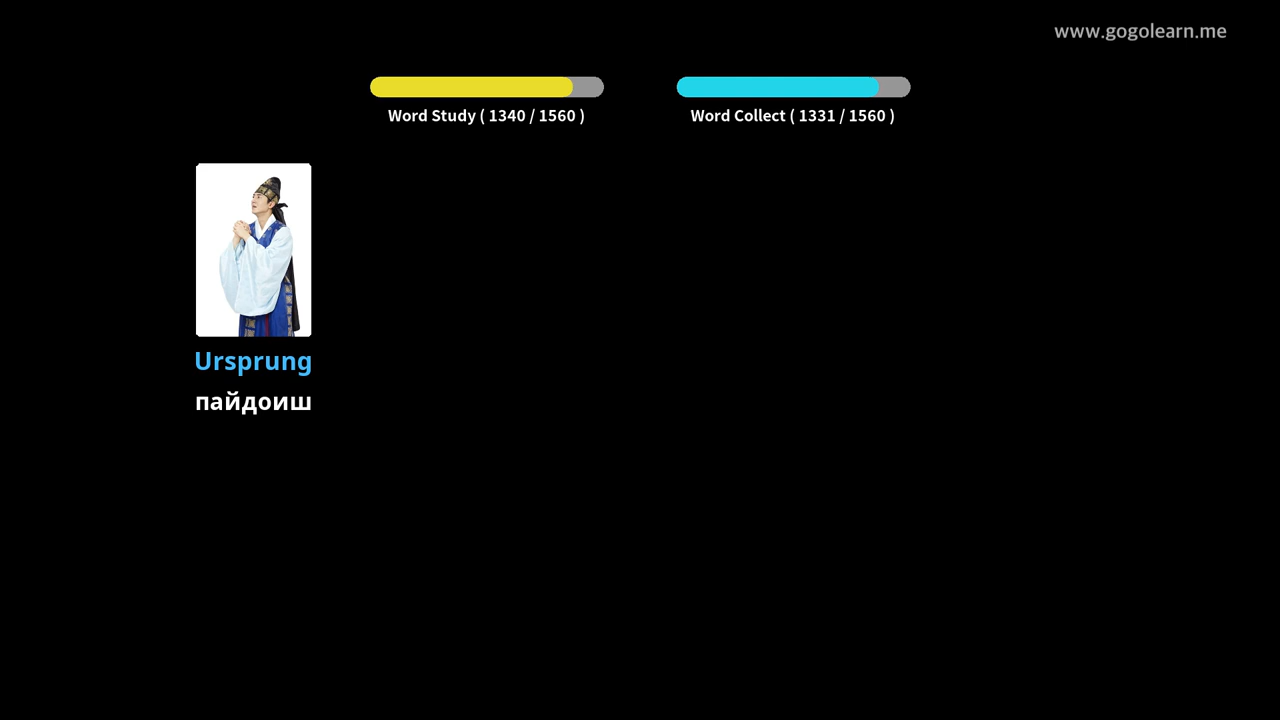 www.gogolearn.me
Word Study ( 1340 / 1560 )
Word Collect ( 1331 / 1560 )
Ursprung
пайдоиш